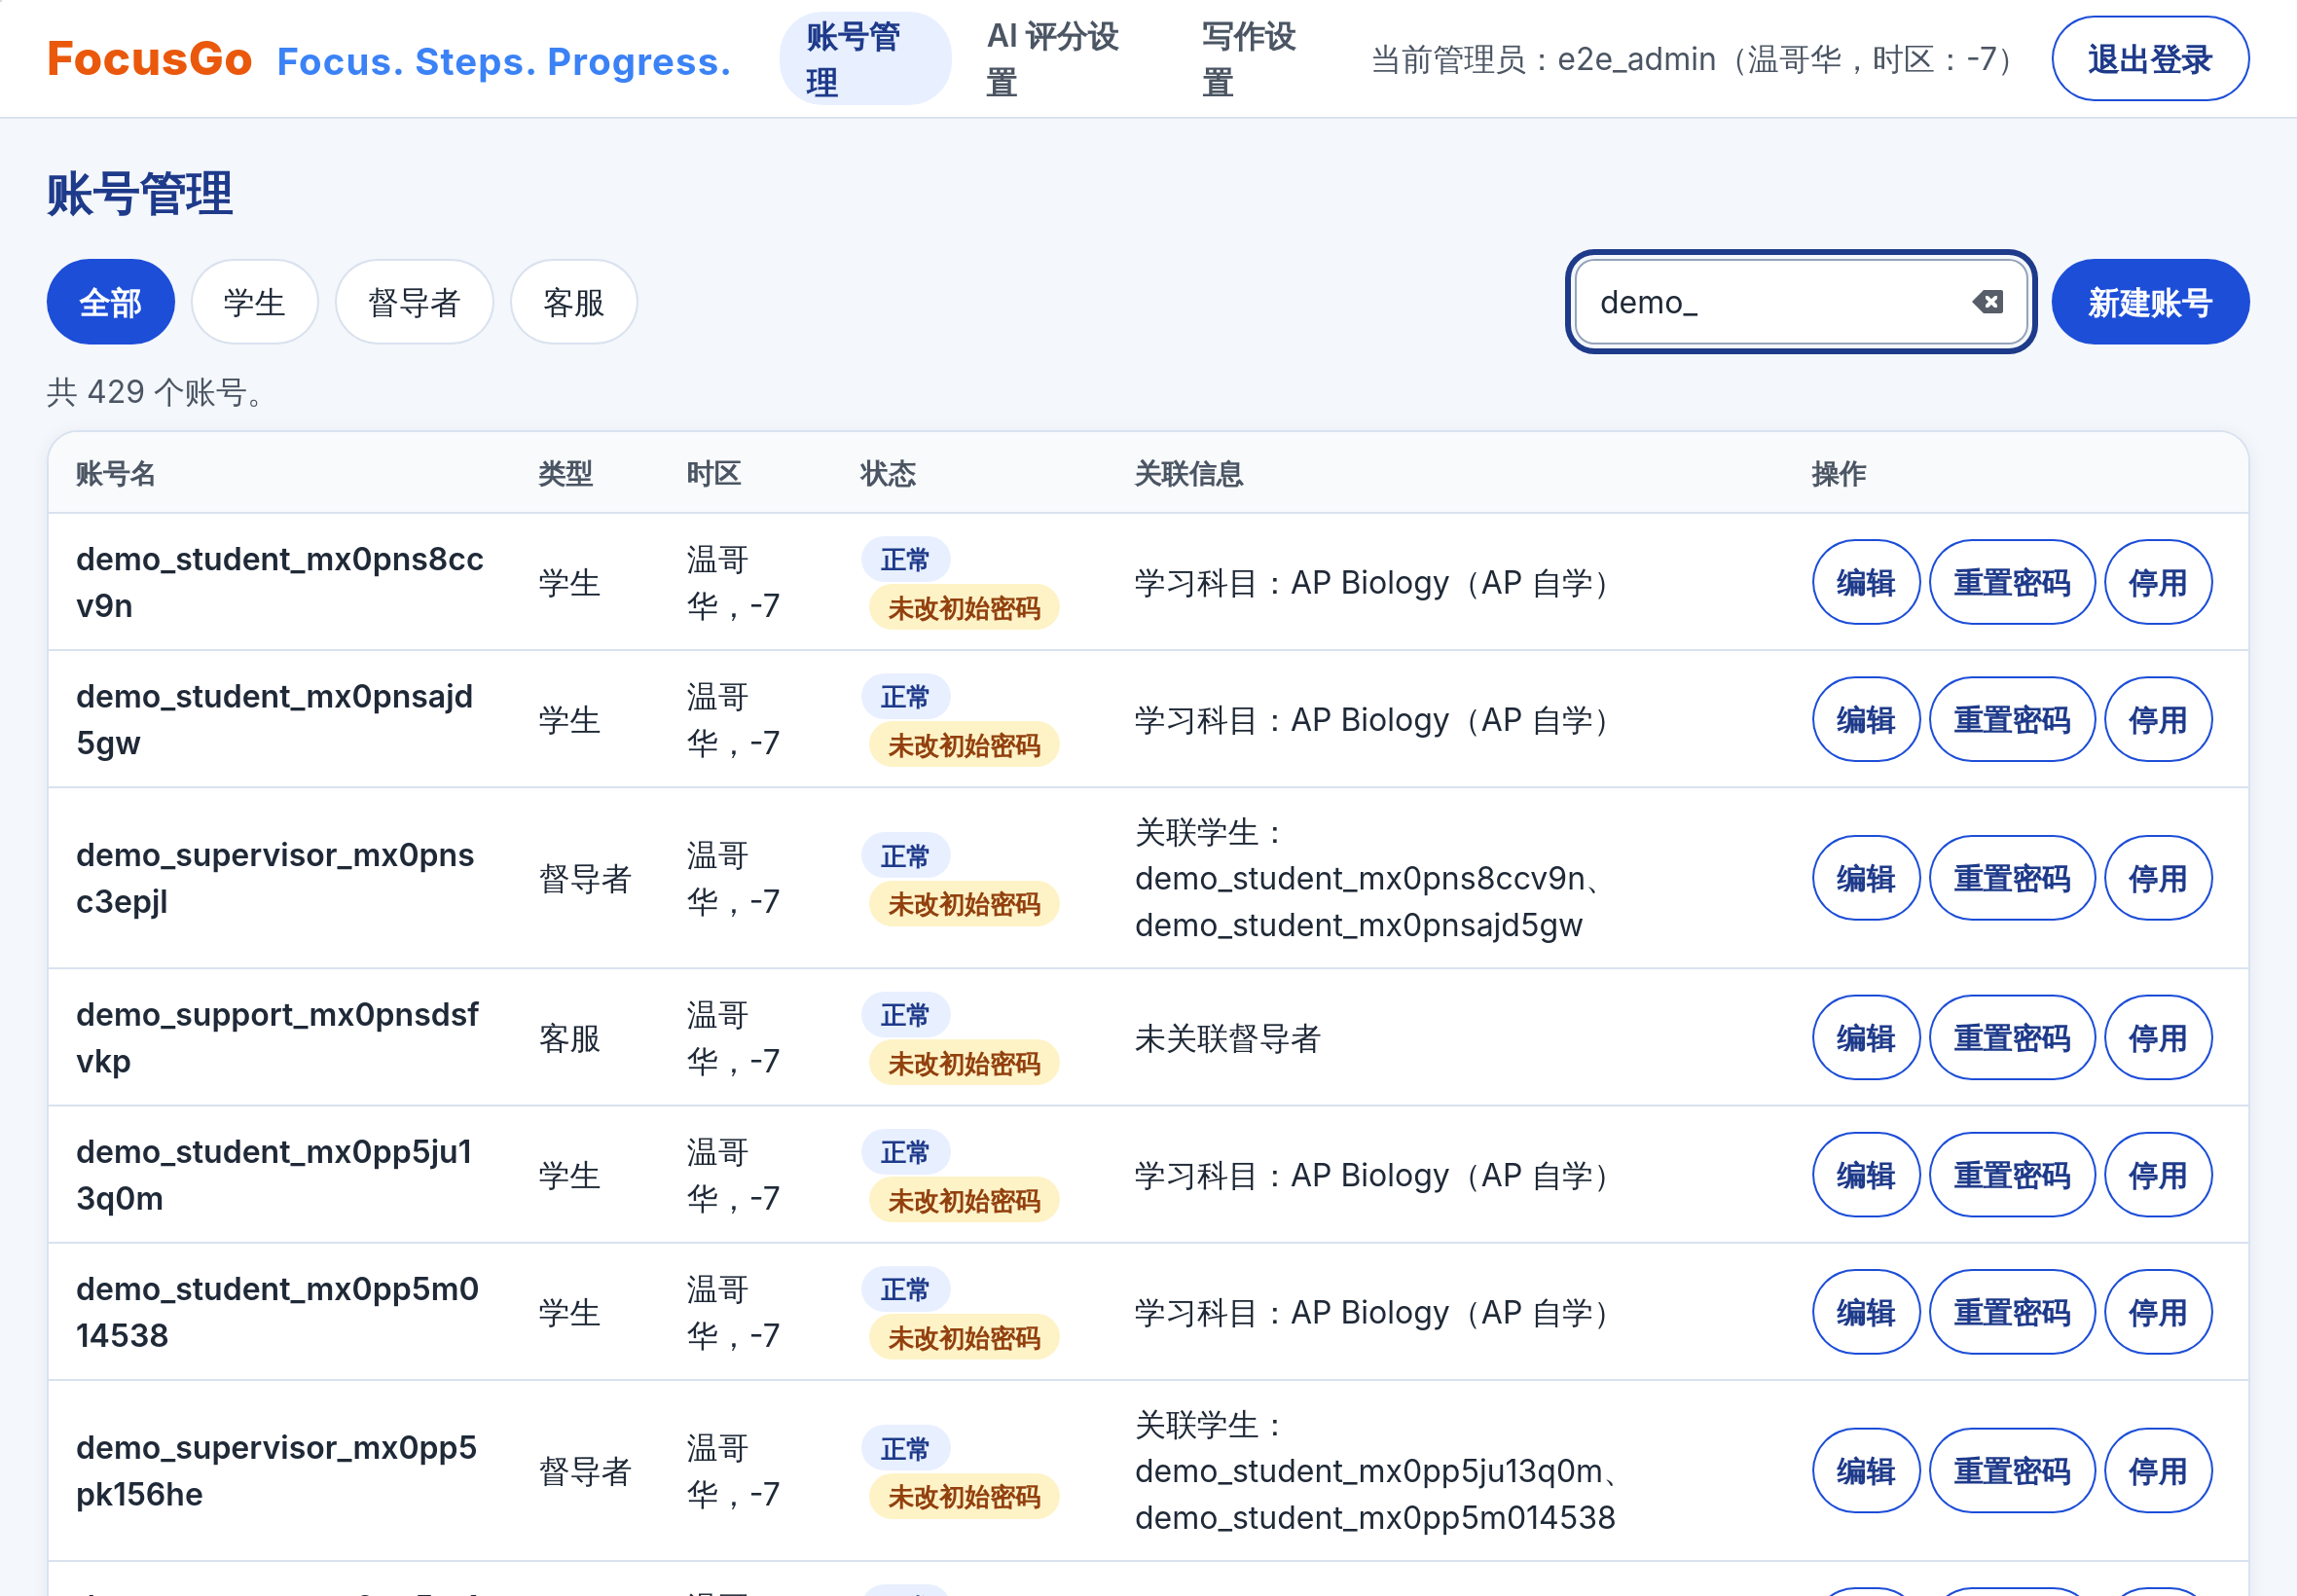 FocusGo Focus. Steps. Progress.
账号管
理
AI 评分设
置
写作设
置
当前管理员：e2e_admin（温哥华，时区：-7）
退出登录
账号管理
全部 学生 督导者 客服
demo_
新建账号
共 429 个账号。
账号名 类型 时区 状态 关联信息 操作
demo_student_mx0pns8cc
v9n
学生
温哥
华，-7
正常
未改初始密码
学习科目：AP Biology（AP 自学）
编辑 重置密码 停用
demo_student_mx0pnsajd
5gw
学生
温哥
华，-7
正常
未改初始密码
学习科目：AP Biology（AP 自学）
编辑 重置密码 停用
demo_supervisor_mx0pns
c3epjl
督导者
温哥
华，-7
正常
未改初始密码
关联学生：
demo_student_mx0pns8ccv9n、
demo_student_mx0pnsajd5gw
编辑 重置密码 停用
demo_support_mx0pnsdsf
vkp
客服
温哥
华，-7
正常
未改初始密码
未关联督导者
编辑 重置密码 停用
demo_student_mx0pp5ju1
3q0m
学生
温哥
华，-7
正常
未改初始密码
学习科目：AP Biology（AP 自学）
编辑 重置密码 停用
demo_student_mx0pp5m0
14538
学生
温哥
华，-7
正常
未改初始密码
学习科目：AP Biology（AP 自学）
编辑 重置密码 停用
demo_supervisor_mx0pp5
pk156he
督导者
温哥
华，-7
正常
未改初始密码
关联学生：
demo_student_mx0pp5ju13q0m、
demo_student_mx0pp5m014538
编辑 重置密码 停用